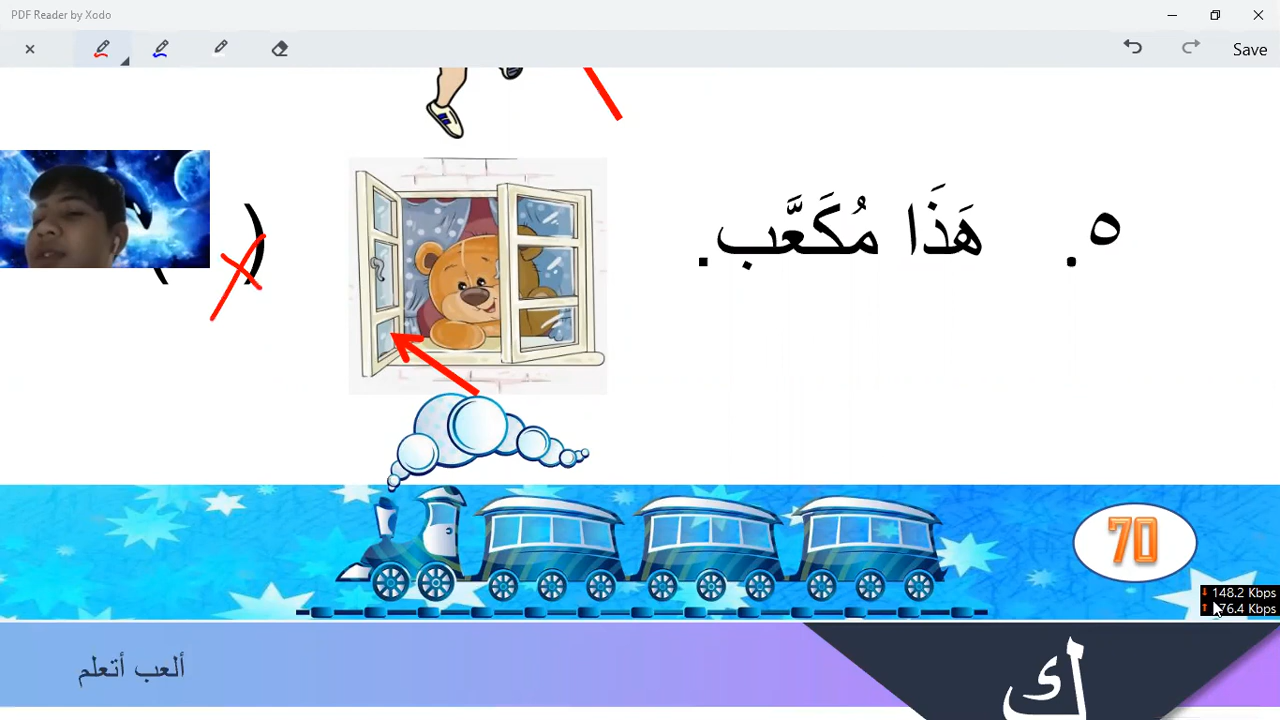 PDF Reader by Xodo
Save
٥. هَذَا مُكَعَّب.
( )
70
148.2 Kbps
76.4 Kbps
ألعب أتعلم
ك